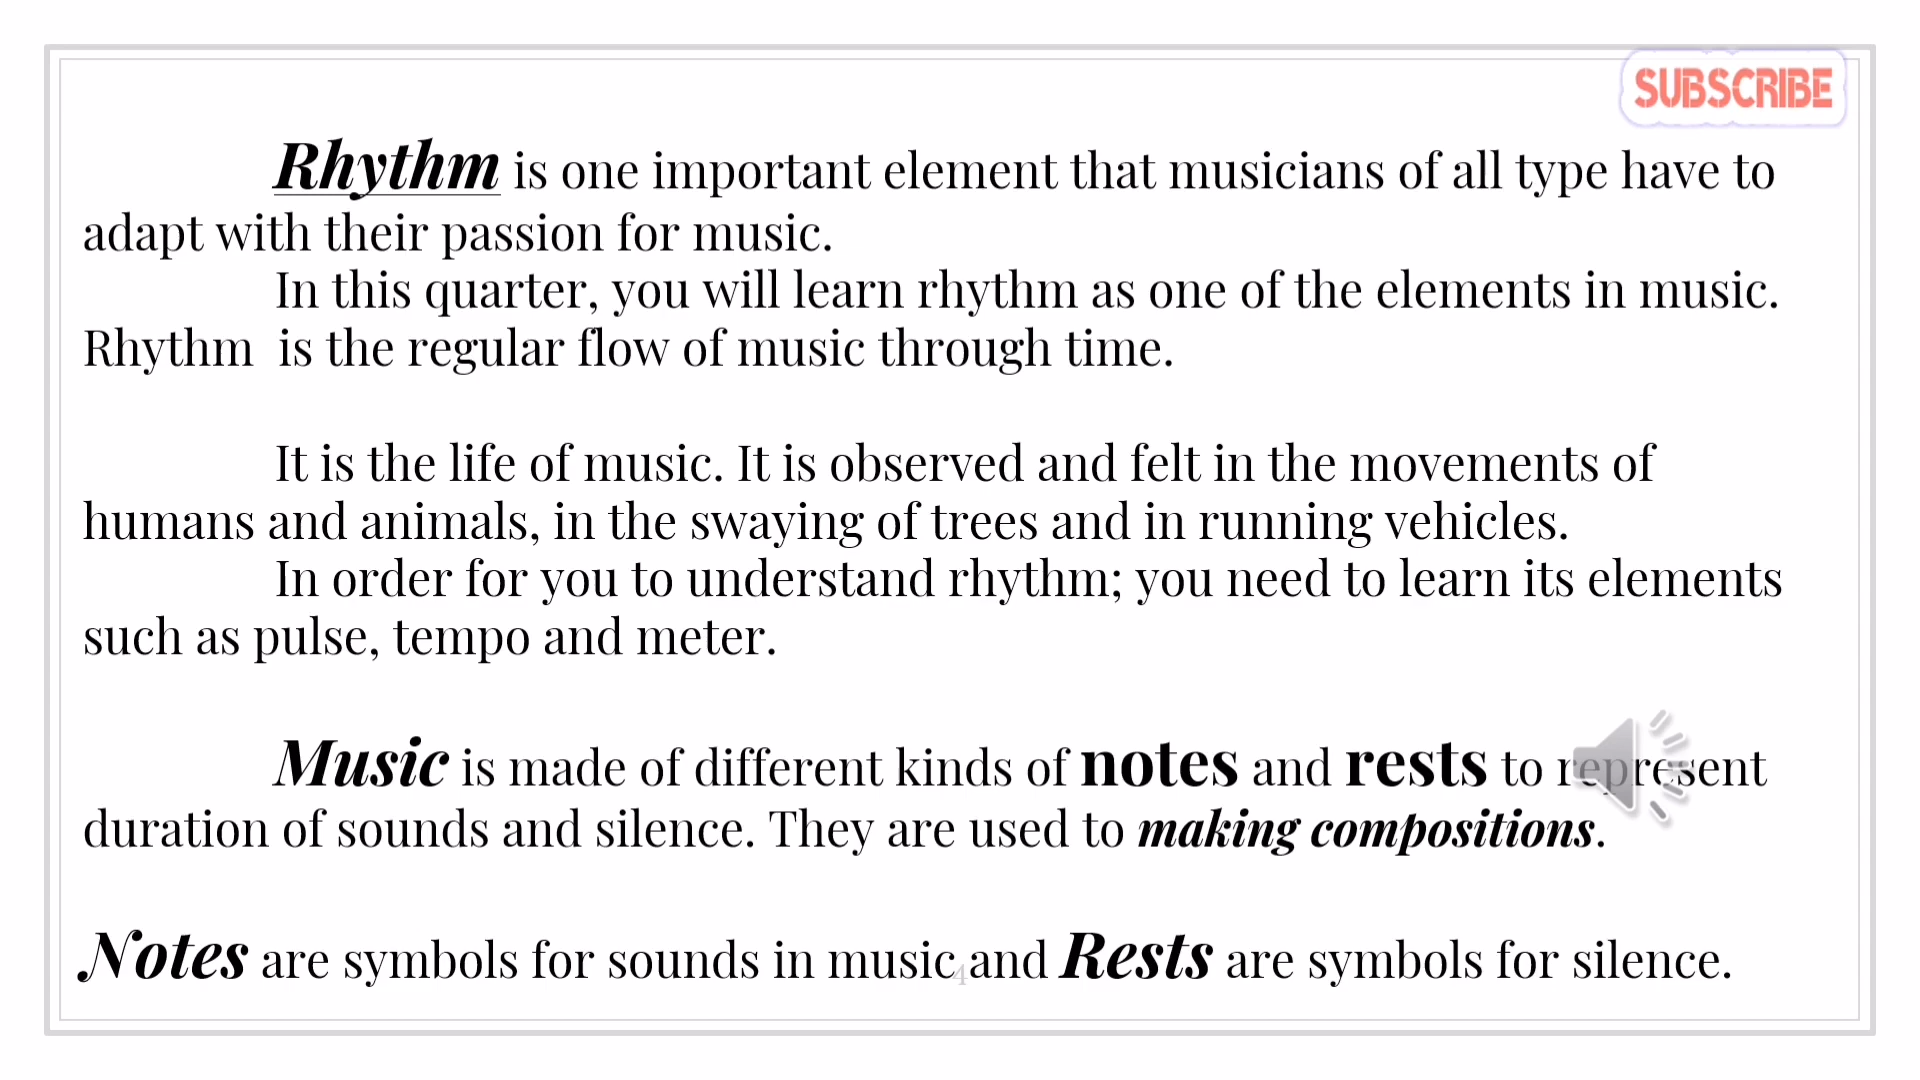 SUBSCRIBE
Rhythm is one important element that musicians of all type have to
adapt with their passion for music.
In this quarter, you will learn rhythm as one of the elements in music.
Rhythm is the regular flow of music through time.
It is the life of music. It is observed and felt in the movements of
humans and animals, in the swaying of trees and in running vehicles.
In order for you to understand rhythm; you need to learn its elements
such as pulse, tempo and meter.
Music is made of different kinds of notes and rests to represent
duration of sounds and silence. They are used to making compositions.
Notes are symbols for sounds in music and Rests are symbols for silence.
4